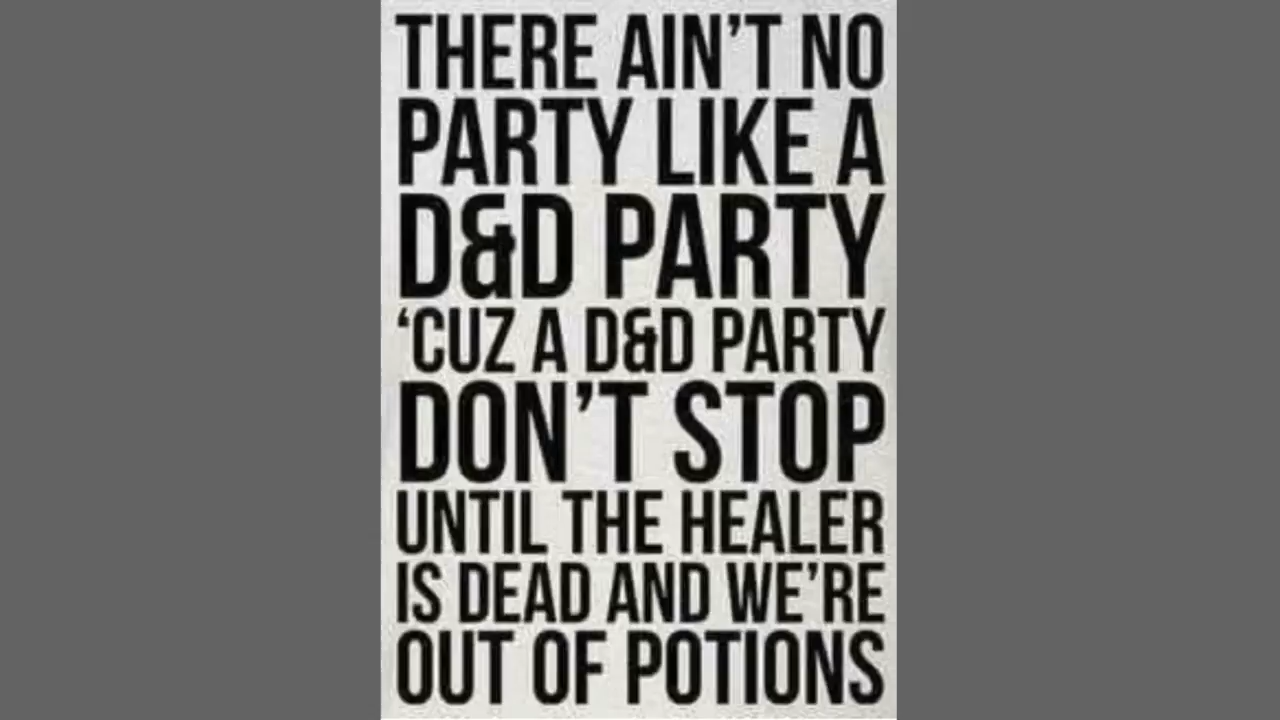 THERE AIN'T NO
PARTY LIKE A
D&D PARTY
‘CUZ A D&D PARTY
DON'T STOP
UNTIL THE HEALER
IS DEAD AND WE'RE
OUT OF POTIONS